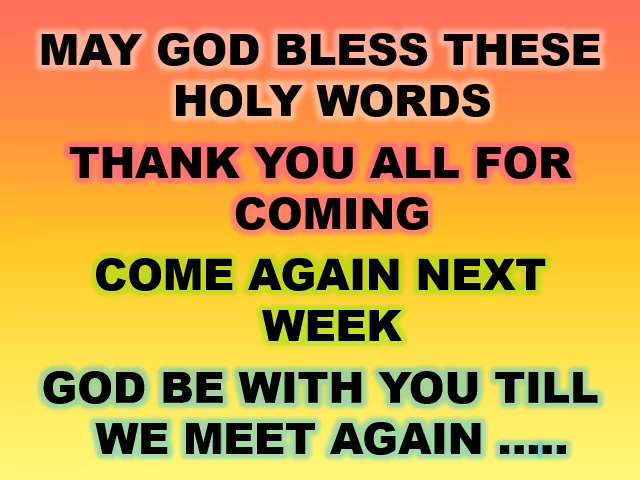 MAY GOD BLESS THESE
HOLY WORDS
THANK YOU ALL FOR
COMING
COME AGAIN NEXT
WEEK
GOD BE WITH YOU TILL
WE MEET AGAIN .....